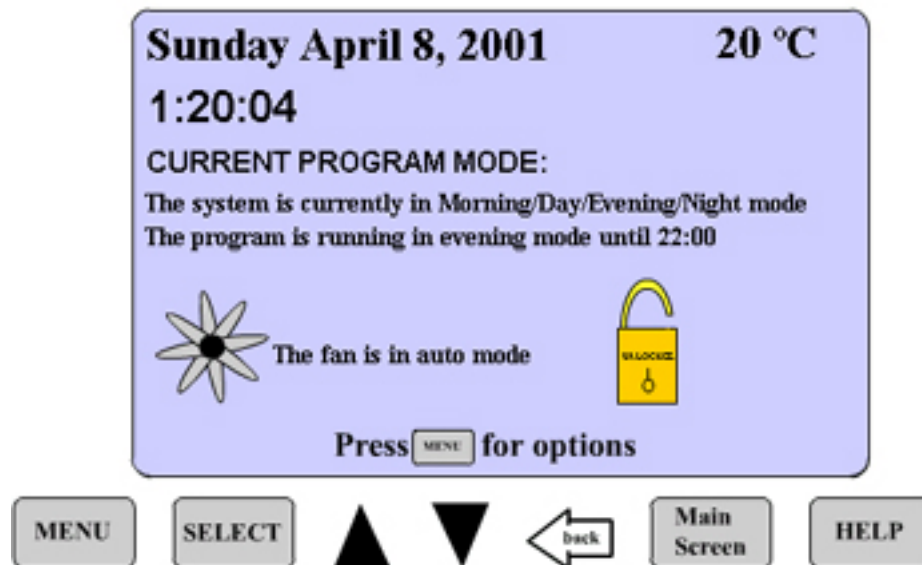 Sunday April 8, 2001 20 °C
1:20:04
CURRENT PROGRAM MODE:
The system is currently in Morning/Day/Evening/Night mode
The program is running in evening mode until 22:00
The fan is in auto mode
Press MENU for options
MENU SELECT back Main Screen HELP